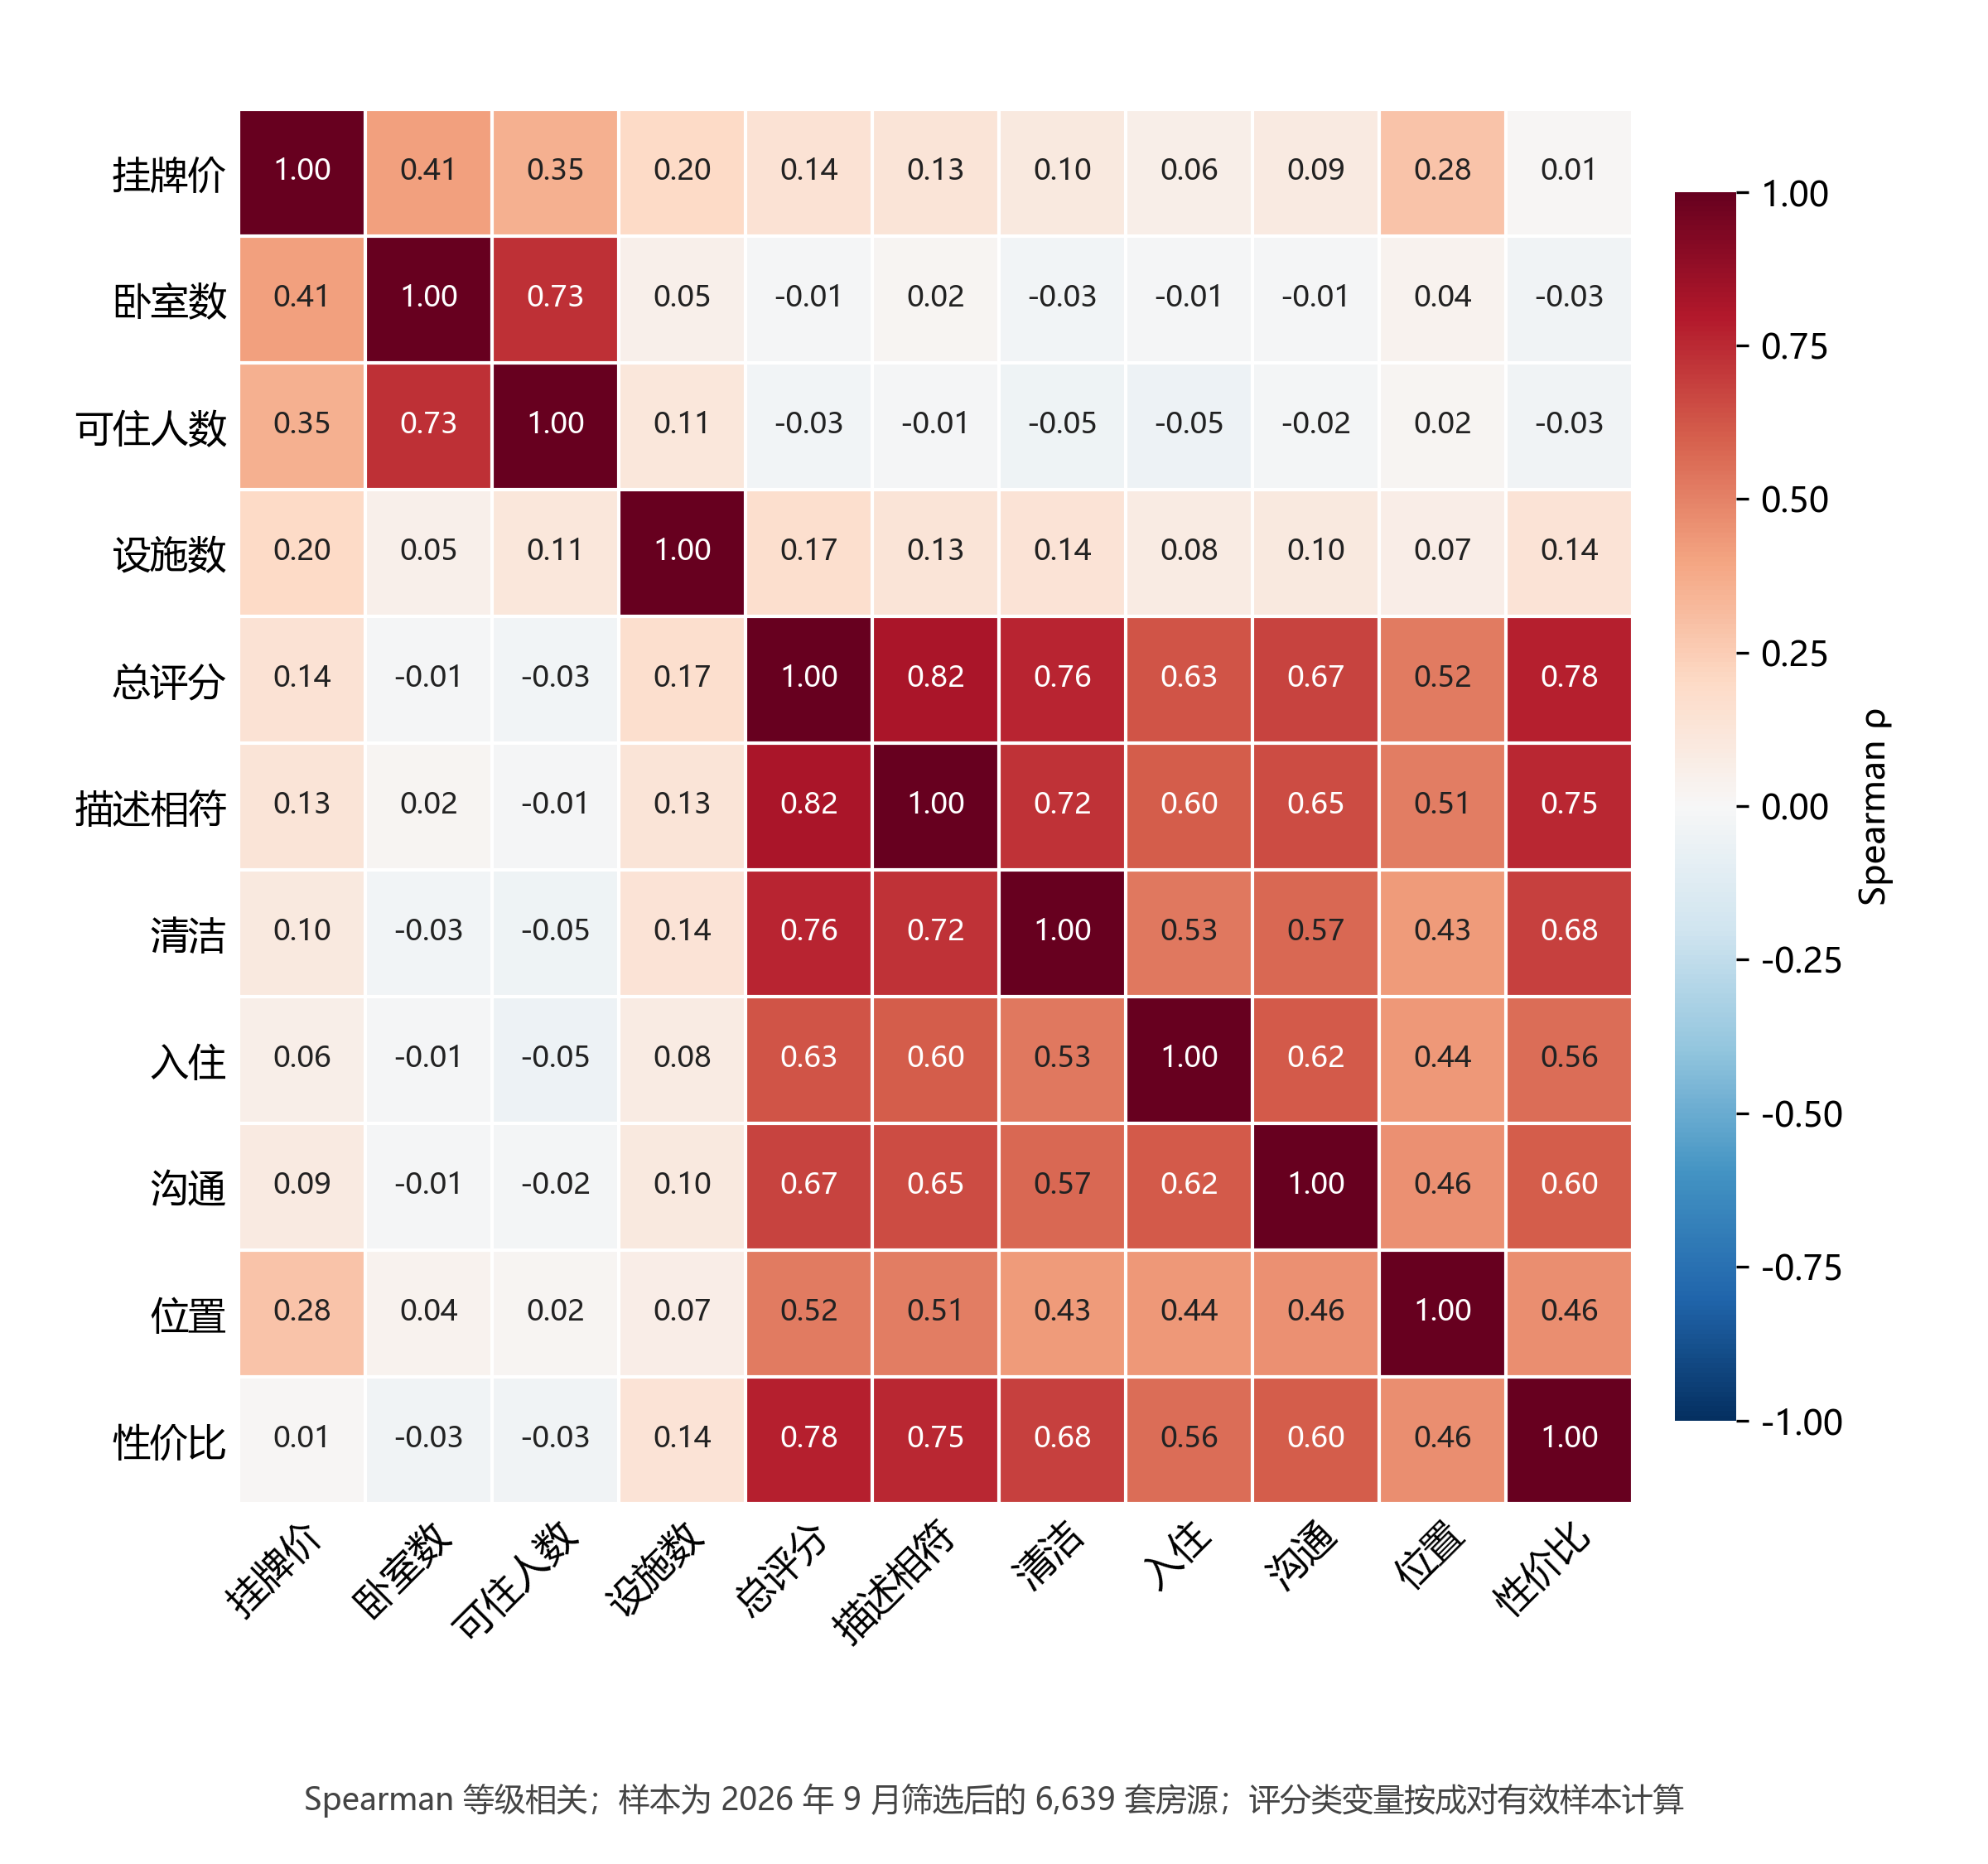 挂牌价 1.00 0.41 0.35 0.20 0.14 0.13 0.10 0.06 0.09 0.28 0.01
卧室数 0.41 1.00 0.73 0.05 -0.01 0.02 -0.03 -0.01 -0.01 0.04 -0.03
可住人数 0.35 0.73 1.00 0.11 -0.03 -0.01 -0.05 -0.05 -0.02 0.02 -0.03
设施数 0.20 0.05 0.11 1.00 0.17 0.13 0.14 0.08 0.10 0.07 0.14
总评分 0.14 -0.01 -0.03 0.17 1.00 0.82 0.76 0.63 0.67 0.52 0.78
描述相符 0.13 0.02 -0.01 0.13 0.82 1.00 0.72 0.60 0.65 0.51 0.75
清洁 0.10 -0.03 -0.05 0.14 0.76 0.72 1.00 0.53 0.57 0.43 0.68
入住 0.06 -0.01 -0.05 0.08 0.63 0.60 0.53 1.00 0.62 0.44 0.56
沟通 0.09 -0.01 -0.02 0.10 0.67 0.65 0.57 0.62 1.00 0.46 0.60
位置 0.28 0.04 0.02 0.07 0.52 0.51 0.43 0.44 0.46 1.00 0.46
性价比 0.01 -0.03 -0.03 0.14 0.78 0.75 0.68 0.56 0.60 0.46 1.00
挂牌价 卧室数 可住人数 设施数 总评分 描述相符 清洁 入住 沟通 位置 性价比
1.00
0.75
0.50
0.25
0.00
-0.25
-0.50
-0.75
-1.00
Spearman ρ
Spearman 等级相关；样本为 2026 年 9 月筛选后的 6,639 套房源；评分类变量按成对有效样本计算